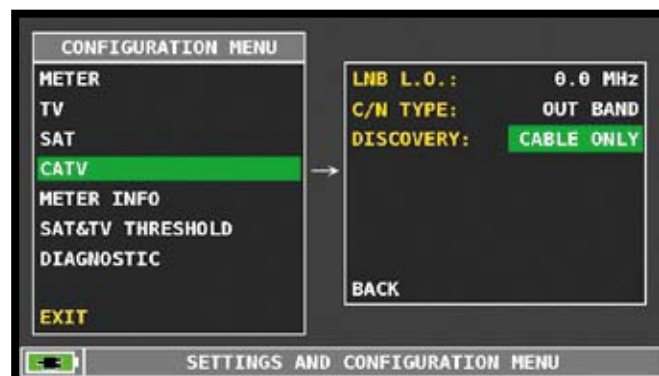 CONFIGURATION MENU
METER
TV
SAT
CATV
METER INFO
SAT&TV THRESHOLD
DIAGNOSTIC
EXIT
LNB L.O.: 0.0 MHz
C/N TYPE: OUT BAND
DISCOVERY: CABLE ONLY
BACK
SETTINGS AND CONFIGURATION MENU